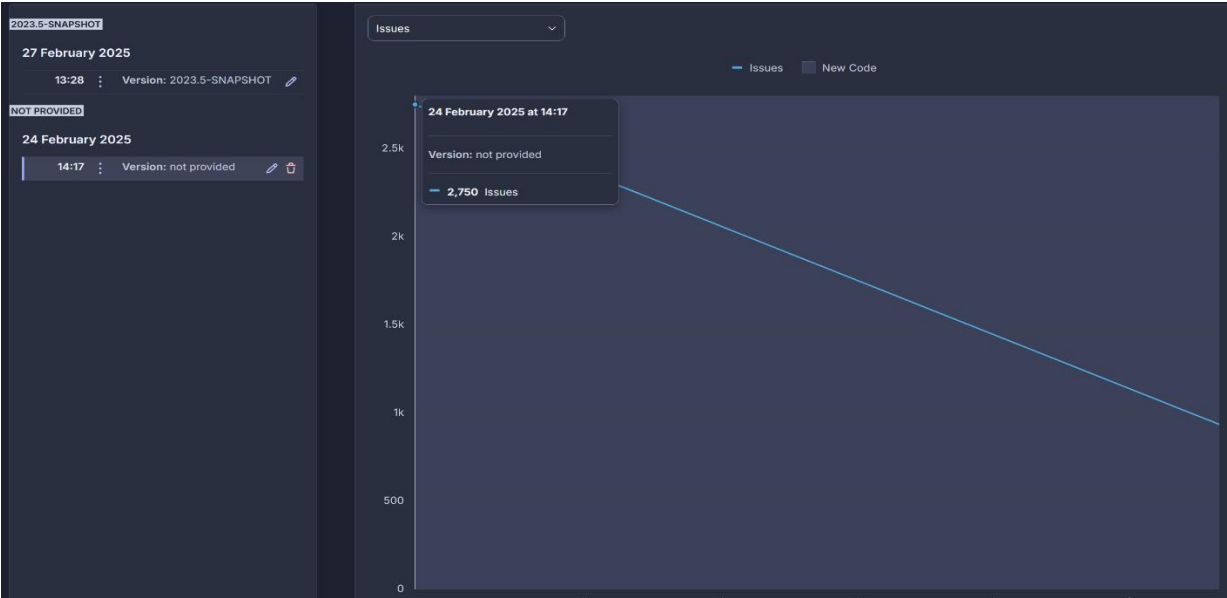 2023.5-SNAPSHOT
27 February 2025
13:28 Version: 2023.5-SNAPSHOT
NOT PROVIDED
24 February 2025
14:17 Version: not provided
Issues
Issues New Code
24 February 2025 at 14:17
Version: not provided
2,750 Issues
2.5k
2k
1.5k
1k
500
0